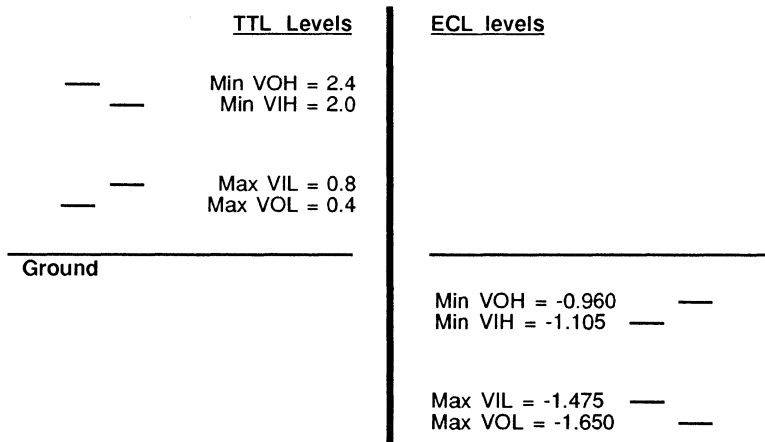 TTL Levels
Min VOH = 2.4
Min VIH = 2.0
Max VIL = 0.8
Max VOL = 0.4
Ground
ECL levels
Min VOH = -0.960
Min VIH = -1.105
Max VIL = -1.475
Max VOL = -1.650